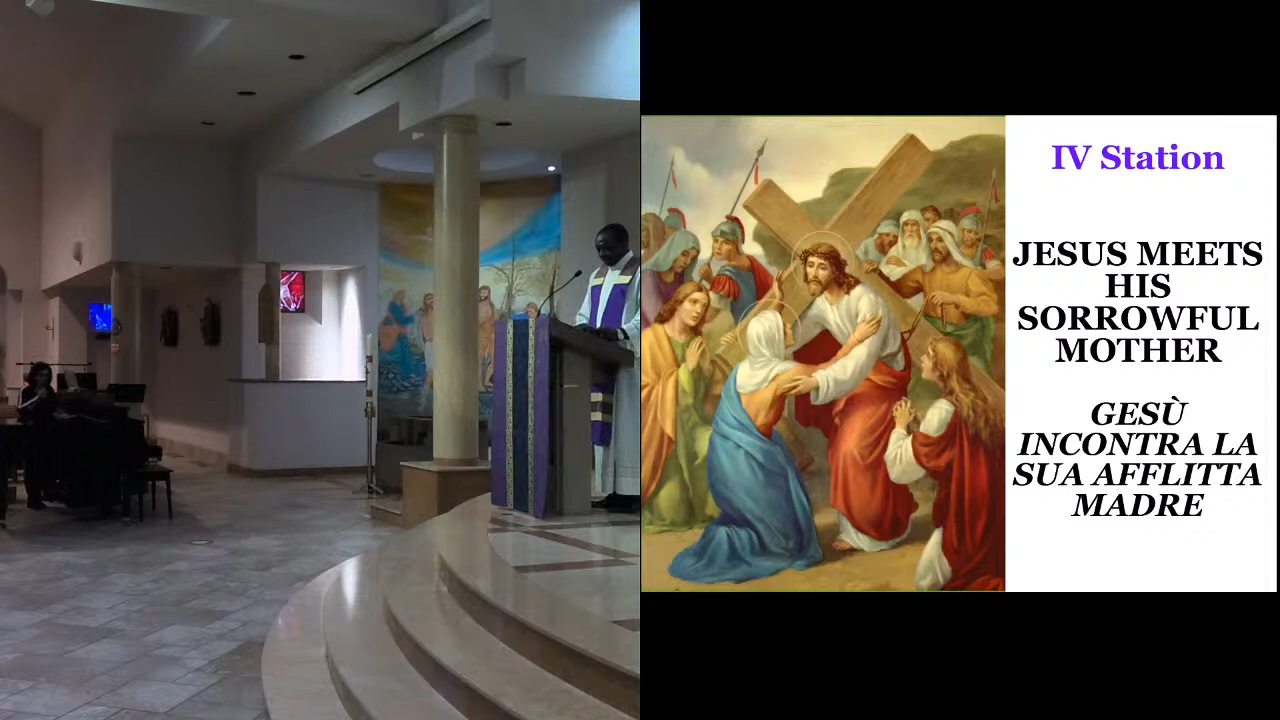 IV Station
JESUS MEETS
HIS
SORROWFUL
MOTHER
GESÙ
INCONTRA LA
SUA AFFLITTA
MADRE